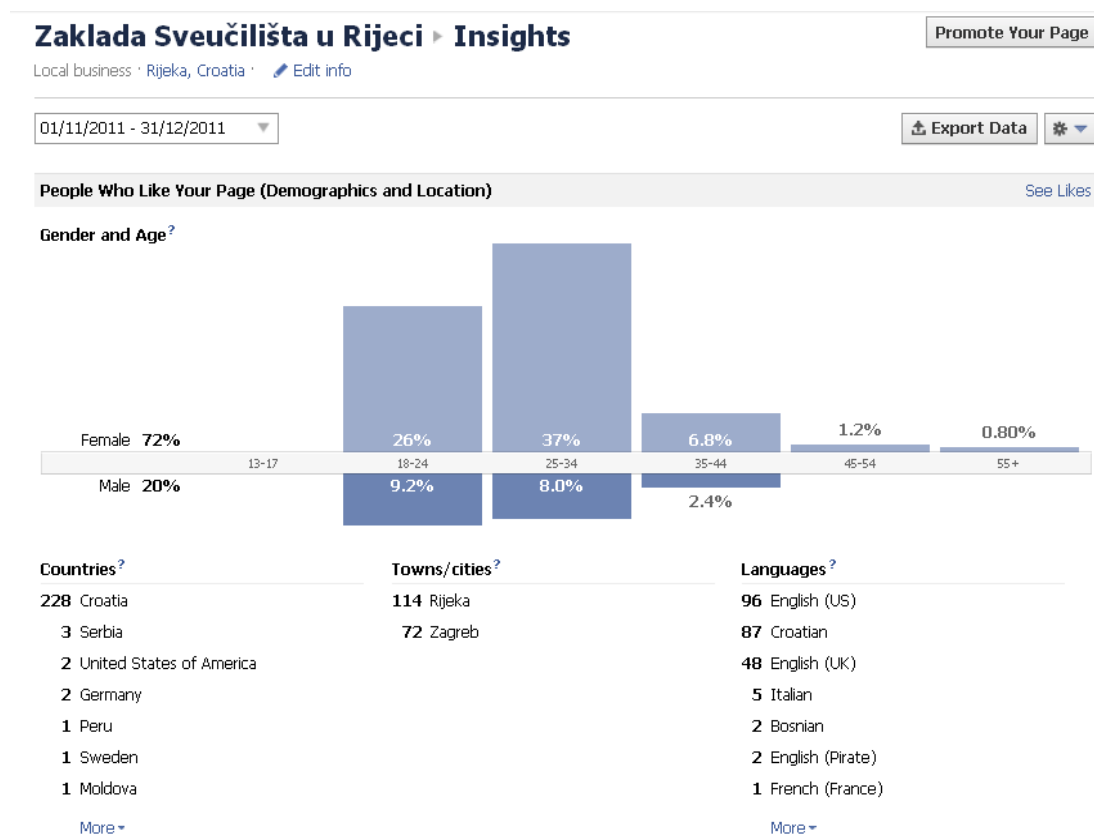 Zaklada Sveučilišta u Rijeci ▸ Insights
Promote Your Page
Local business · Rijeka, Croatia · Edit info
01/11/2011 - 31/12/2011
Export Data
People Who Like Your Page (Demographics and Location)
See Likes
Gender and Age?
Female 72% 26% 37% 6.8% 1.2% 0.80%
13-17 18-24 25-34 35-44 45-54 55+
Male 20% 9.2% 8.0% 2.4%
Countries?
228 Croatia
3 Serbia
2 United States of America
2 Germany
1 Peru
1 Sweden
1 Moldova
More
Towns/cities?
114 Rijeka
72 Zagreb
Languages?
96 English (US)
87 Croatian
48 English (UK)
5 Italian
2 Bosnian
2 English (Pirate)
1 French (France)
More